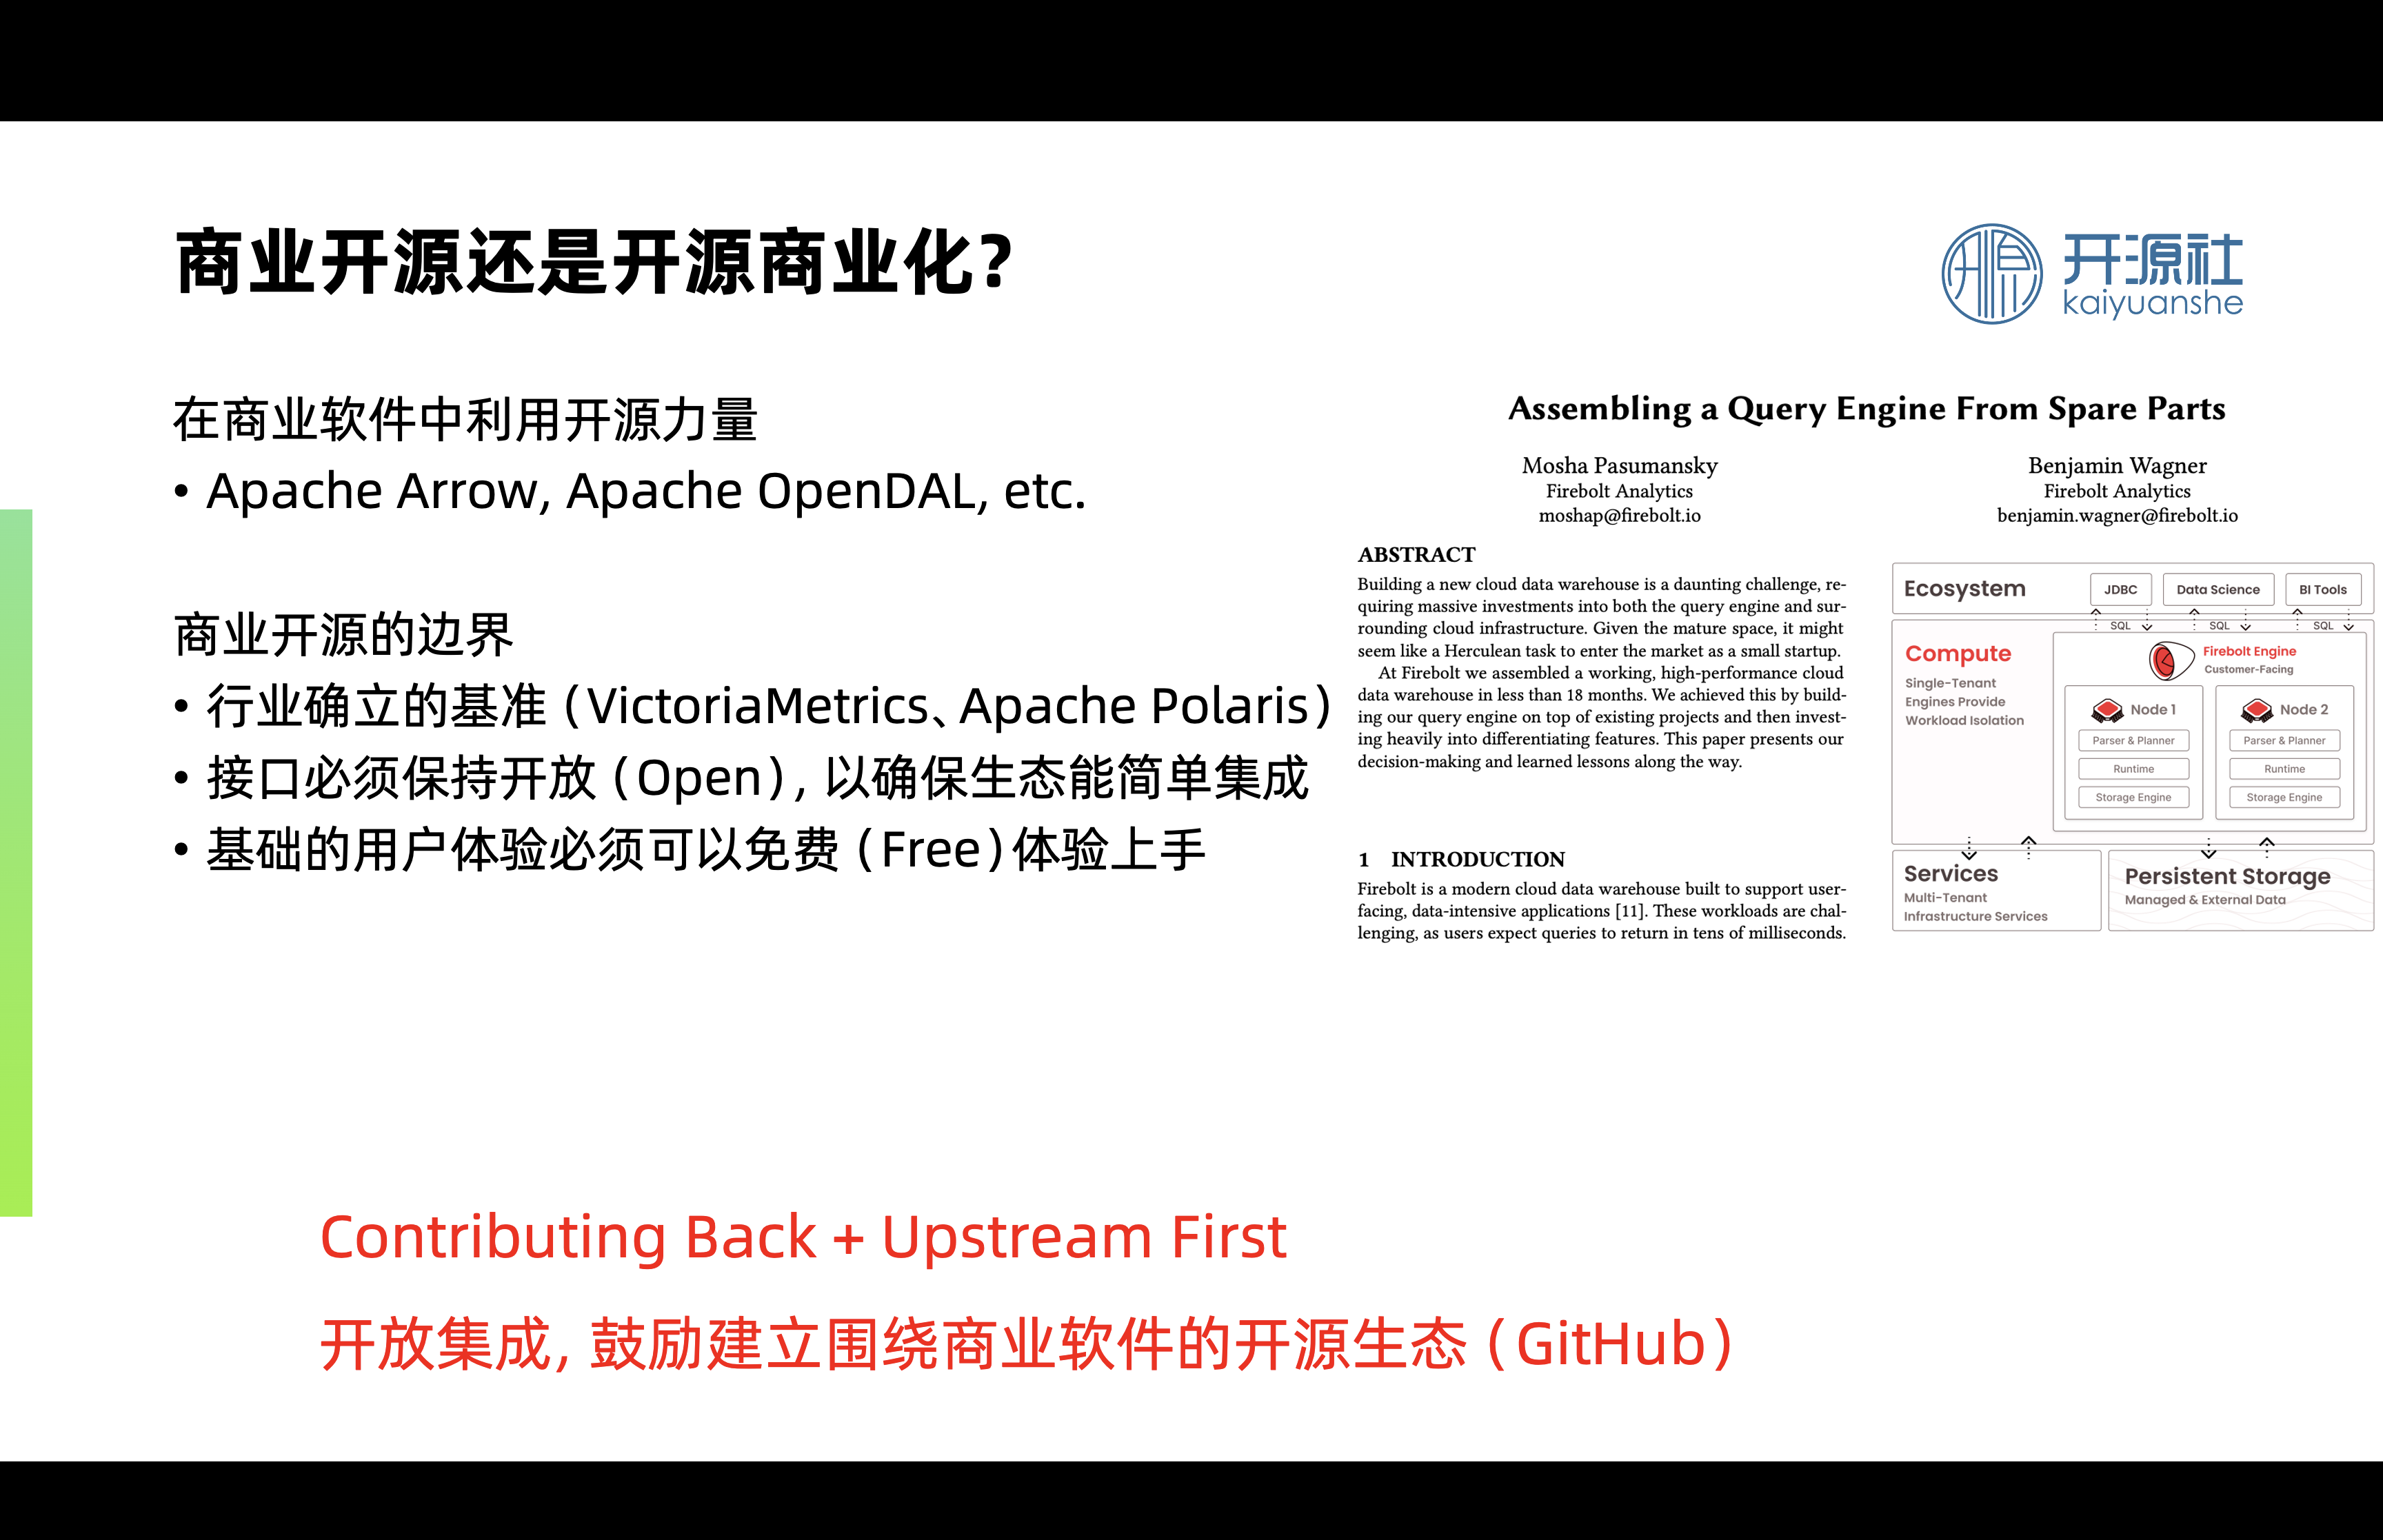 商业开源还是开源商业化？
开源社
kaiyuanshe
在商业软件中利用开源力量
• Apache Arrow, Apache OpenDAL, etc.
商业开源的边界
• 行业确立的基准（VictoriaMetrics、Apache Polaris）
• 接口必须保持开放（Open），以确保生态能简单集成
• 基础的用户体验必须可以免费（Free）体验上手
Assembling a Query Engine From Spare Parts
Mosha Pasumansky
Firebolt Analytics
moshap@firebolt.io
Benjamin Wagner
Firebolt Analytics
benjamin.wagner@firebolt.io
ABSTRACT
Building a new cloud data warehouse is a daunting challenge, re-
quiring massive investments into both the query engine and sur-
rounding cloud infrastructure. Given the mature space, it might
seem like a Herculean task to enter the market as a small startup.
At Firebolt we assembled a working, high-performance cloud
data warehouse in less than 18 months. We achieved this by build-
ing our query engine on top of existing projects and then invest-
ing heavily into differentiating features. This paper presents our
decision-making and learned lessons along the way.
1 INTRODUCTION
Firebolt is a modern cloud data warehouse built to support user-
facing, data-intensive applications [11]. These workloads are chal-
lenging, as users expect queries to return in tens of milliseconds.
Ecosystem
JDBC
Data Science
BI Tools
SQL
SQL
SQL
Compute
Single-Tenant
Engines Provide
Workload Isolation
Firebolt Engine
Customer-Facing
Node 1
Parser & Planner
Runtime
Storage Engine
Node 2
Parser & Planner
Runtime
Storage Engine
Services
Multi-Tenant
Infrastructure Services
Persistent Storage
Managed & External Data
Contributing Back + Upstream First
开放集成，鼓励建立围绕商业软件的开源生态（GitHub）